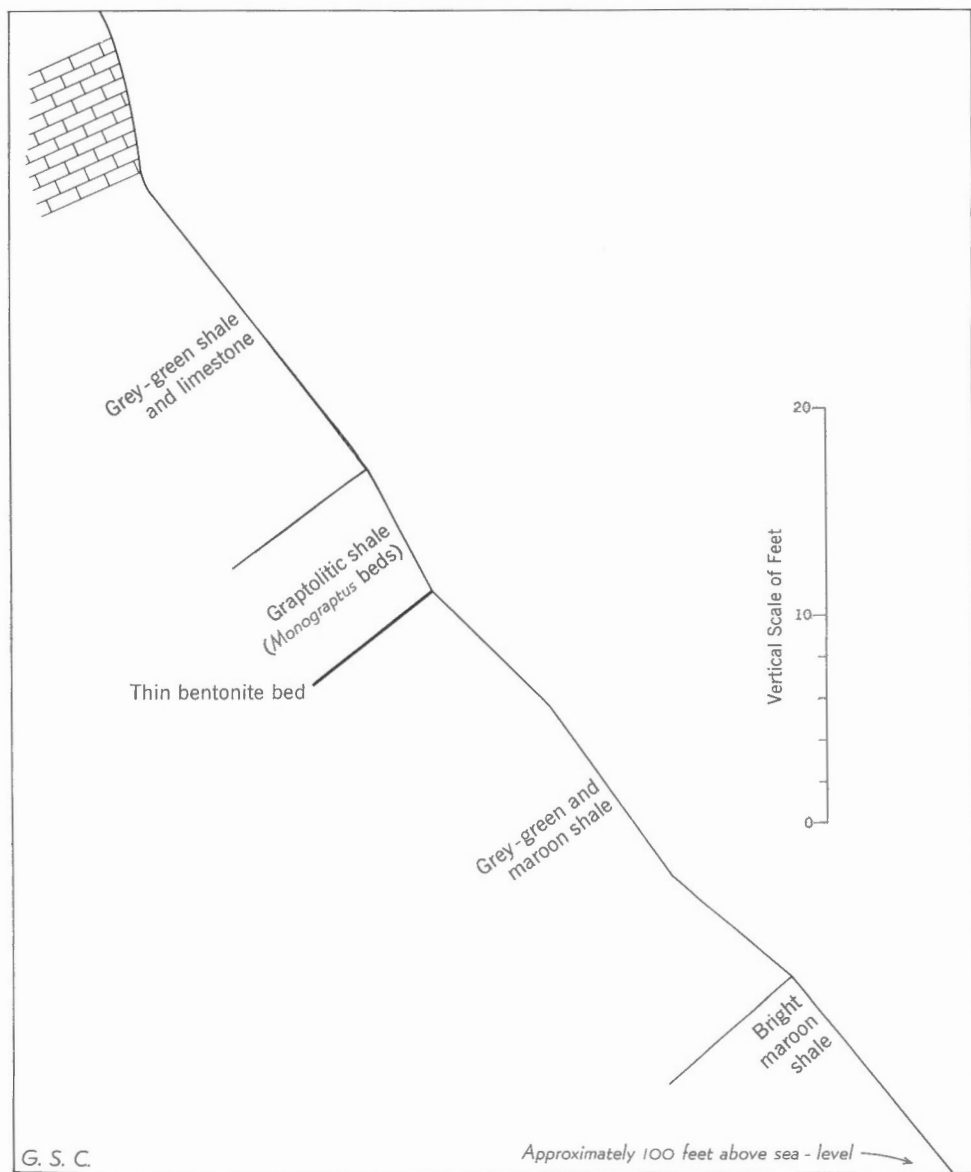 Grey-green shale
and limestone
Graptolitic shale
(Monograptus beds)
Thin bentonite bed
Grey-green and
maroon shale
Bright
maroon
shale
20
10
0
Vertical Scale of Feet
G. S. C.
Approximately 100 feet above sea - level